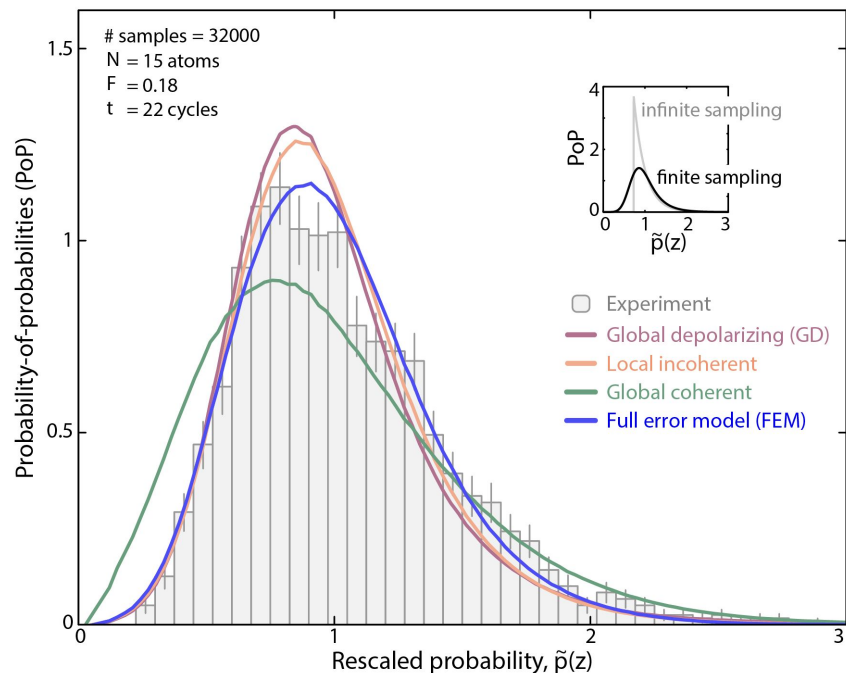 # samples = 32000
N = 15 atoms
F = 0.18
t = 22 cycles
1.5
1
0.5
0
Probability-of-probabilities (PoP)
0 1 2 3
Rescaled probability, p̃(z)
4
2
0
PoP
infinite sampling
finite sampling
0 1 2 3
p̃(z)
Experiment
Global depolarizing (GD)
Local incoherent
Global coherent
Full error model (FEM)